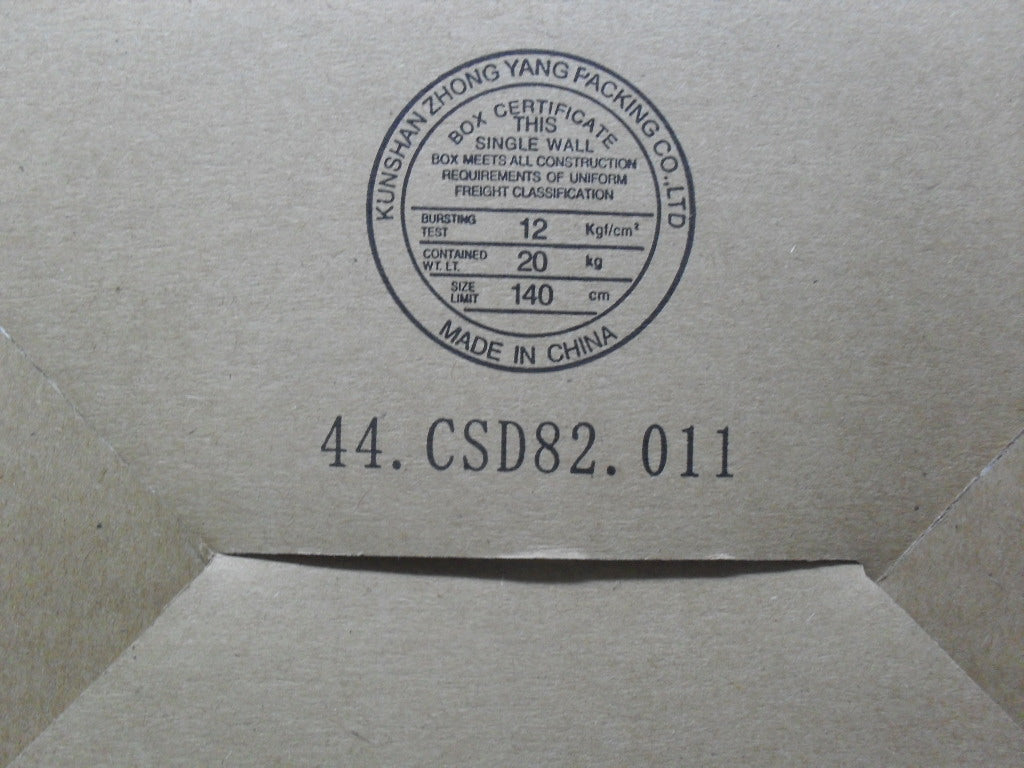 KUNSHAN ZHONG YANG PACKING CO.,LTD
BOX CERTIFICATE
THIS
SINGLE WALL
BOX MEETS ALL CONSTRUCTION
REQUIREMENTS OF UNIFORM
FREIGHT CLASSIFICATION
BURSTING TEST 12 Kgf/cm²
CONTAINED WT. LT. 20 kg
SIZE LIMIT 140 cm
MADE IN CHINA
44.CSD82.011